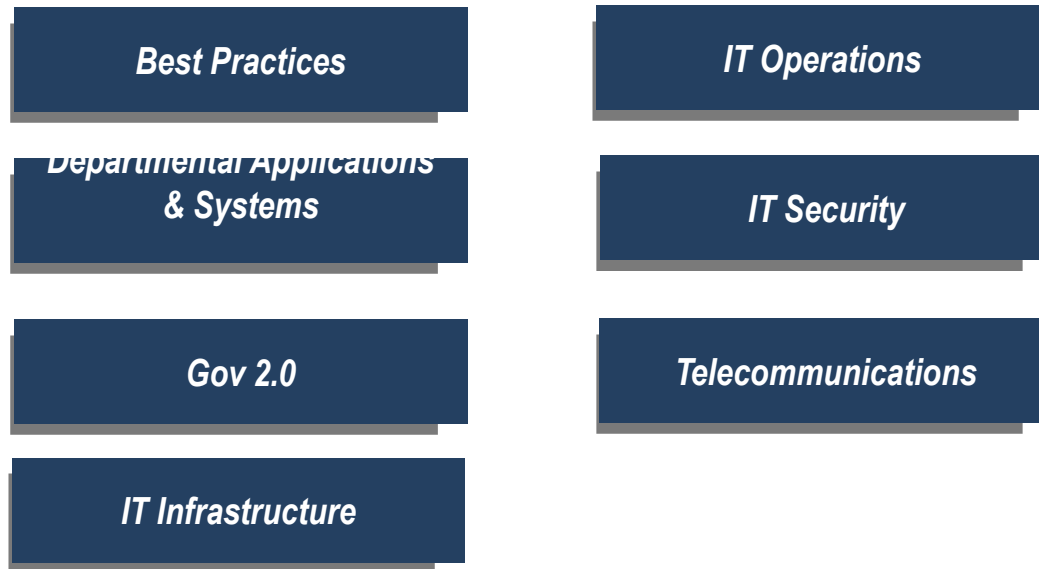 Best Practices
Departmental Applications
& Systems
Gov 2.0
IT Infrastructure
IT Operations
IT Security
Telecommunications